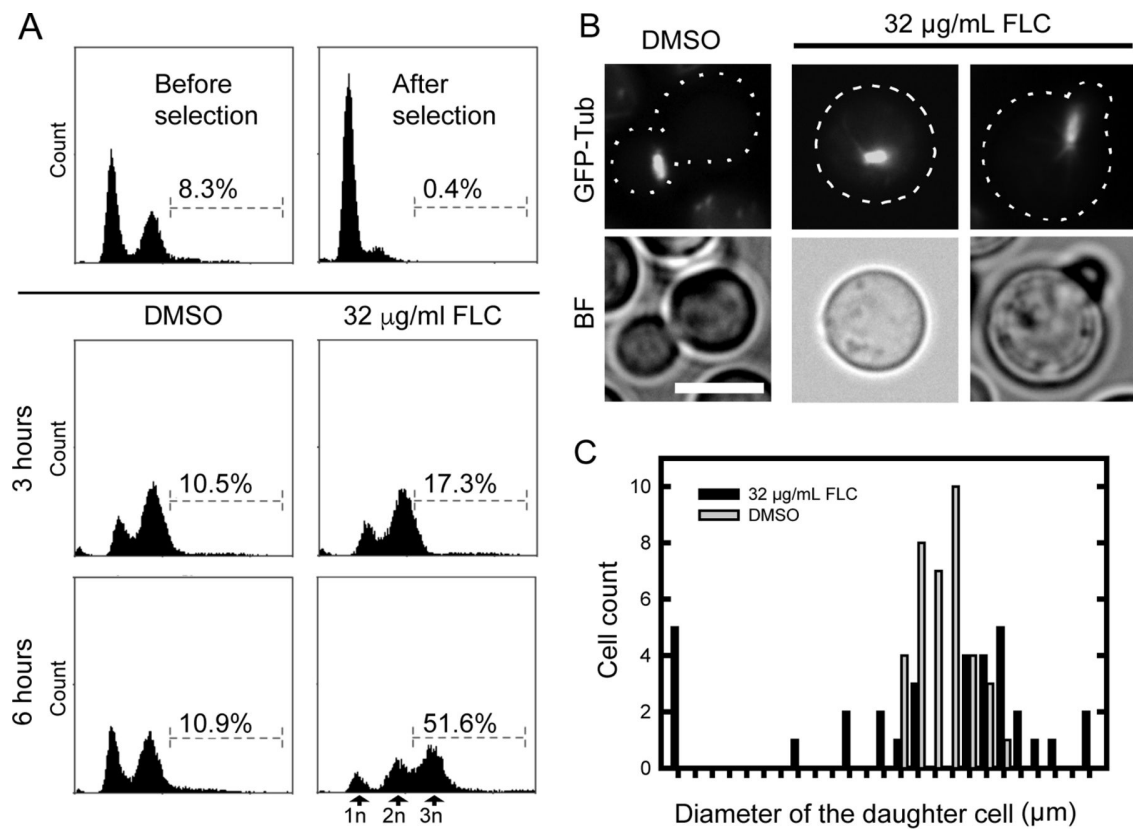 A
Before
selection
8.3%
Count
After
selection
0.4%
DMSO
32 μg/ml FLC
3 hours
Count
10.5%
17.3%
6 hours
Count
10.9%
51.6%
1n
2n
3n
B
DMSO
32 µg/mL FLC
GFP-Tub
BF
C
32 µg/mL FLC
DMSO
Cell count
10
8
6
4
2
0
Diameter of the daughter cell (µm)